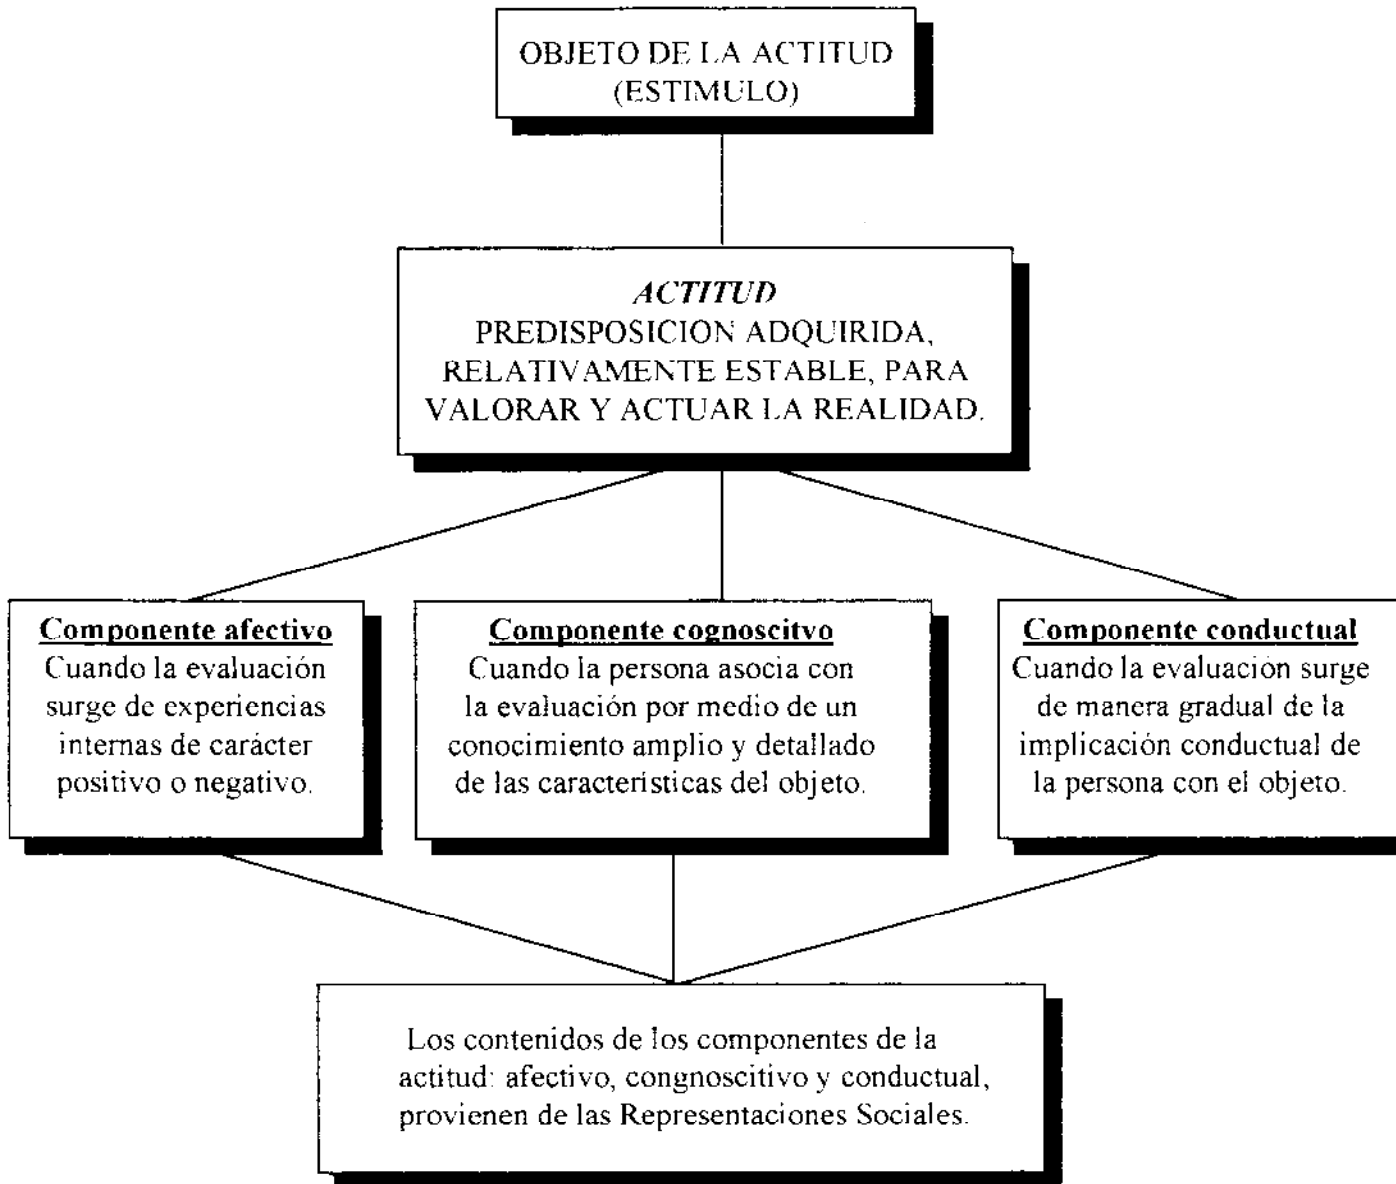 OBJETO DE LA ACTITUD
(ESTIMULO)
ACTITUD
PREDISPOSICION ADQUIRIDA,
RELATIVAMENTE ESTABLE, PARA
VALORAR Y ACTUAR LA REALIDAD.
Componente afectivo
Cuando la evaluación
surge de experiencias
internas de carácter
positivo o negativo.
Componente cognoscitvo
Cuando la persona asocia con
la evaluación por medio de un
conocimiento amplio y detallado
de las características del objeto.
Componente conductual
Cuando la evaluación surge
de manera gradual de la
implicación conductual de
la persona con el objeto.
Los contenidos de los componentes de la
actitud: afectivo, congnoscitivo y conductual,
provienen de las Representaciones Sociales.